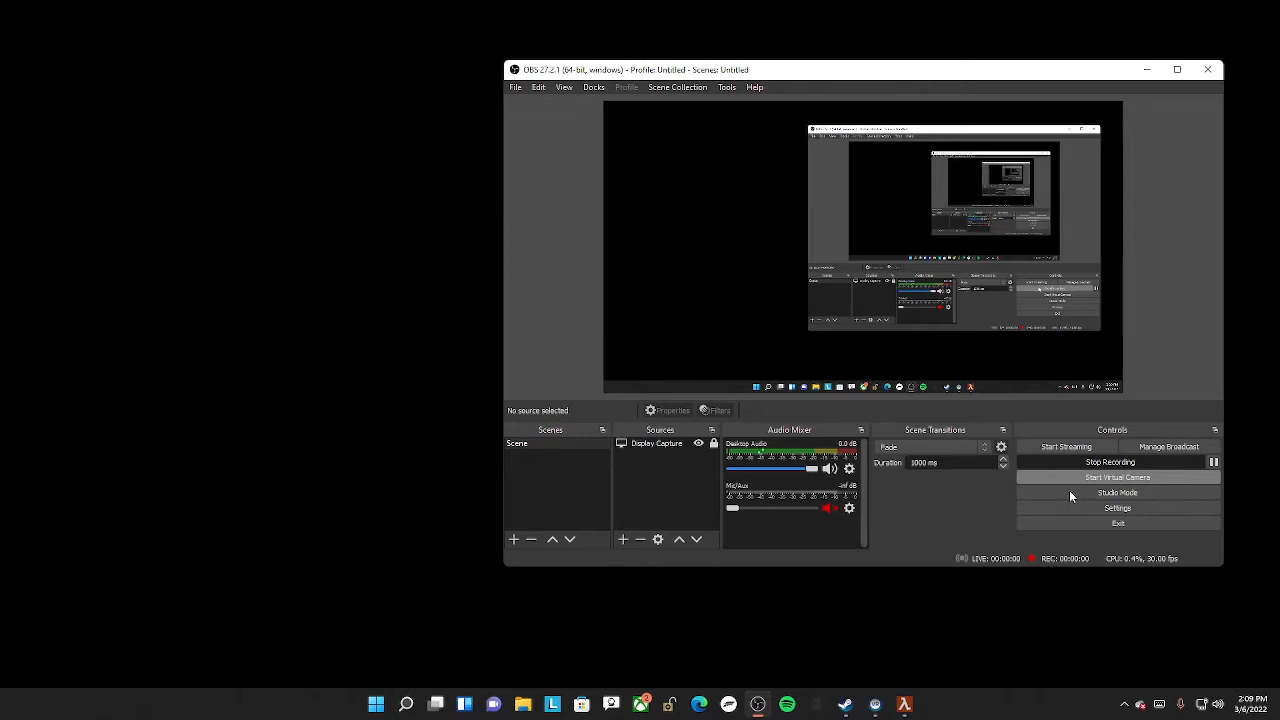 OBS 27.2.1 (64-bit, windows) - Profile: Untitled - Scenes: Untitled
File Edit View Docks Profile Scene Collection Tools Help
No source selected Properties Filters
Scenes Sources Audio Mixer Scene Transitions Controls
Scene
Display Capture
Desktop Audio 0.0 dB
Mic/Aux -inf dB
Fade
Duration 1000 ms
Start Streaming Manage Broadcast
Stop Recording
Start Virtual Camera
Studio Mode
Settings
Exit
LIVE: 00:00:00 REC: 00:00:00 CPU: 0.4%, 30.00 fps
2
2:09 PM
3/6/2022